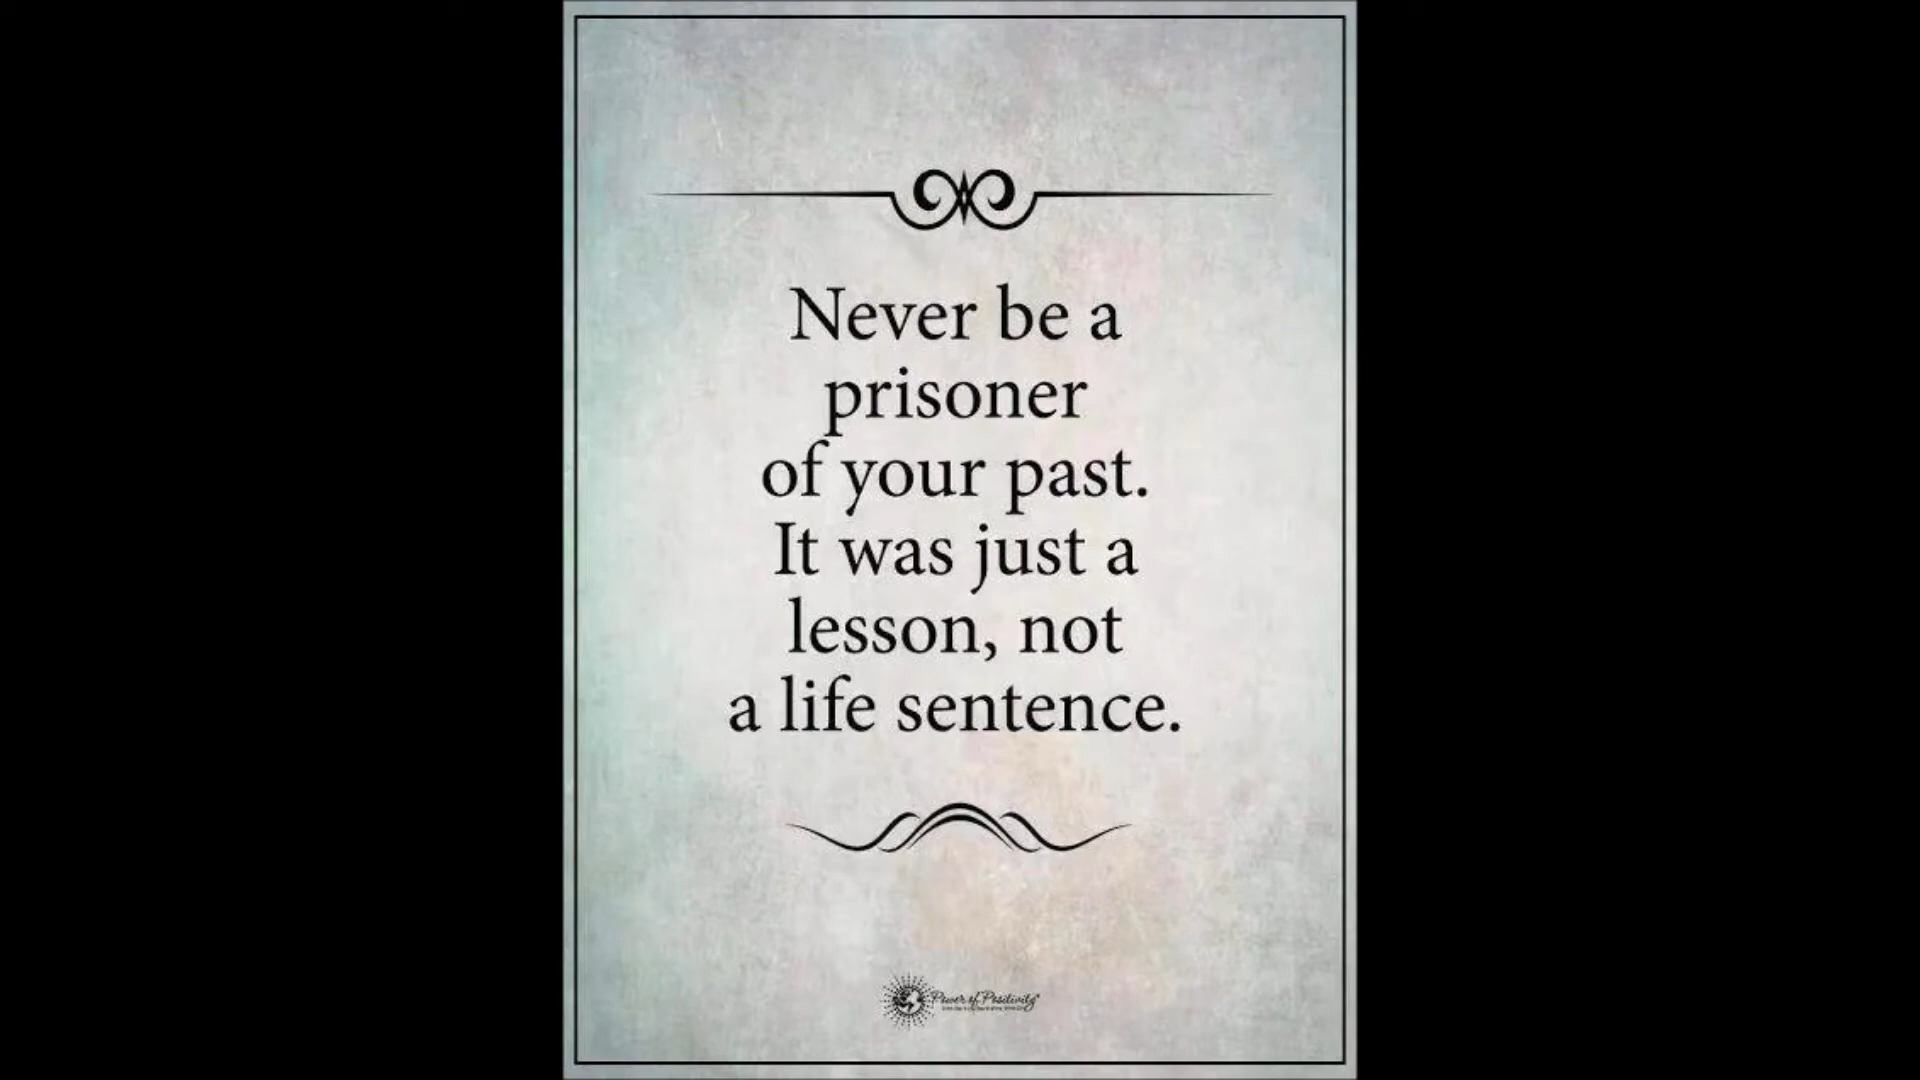 Never be a
prisoner
of your past.
It was just a
lesson, not
a life sentence.
Power of Positivity